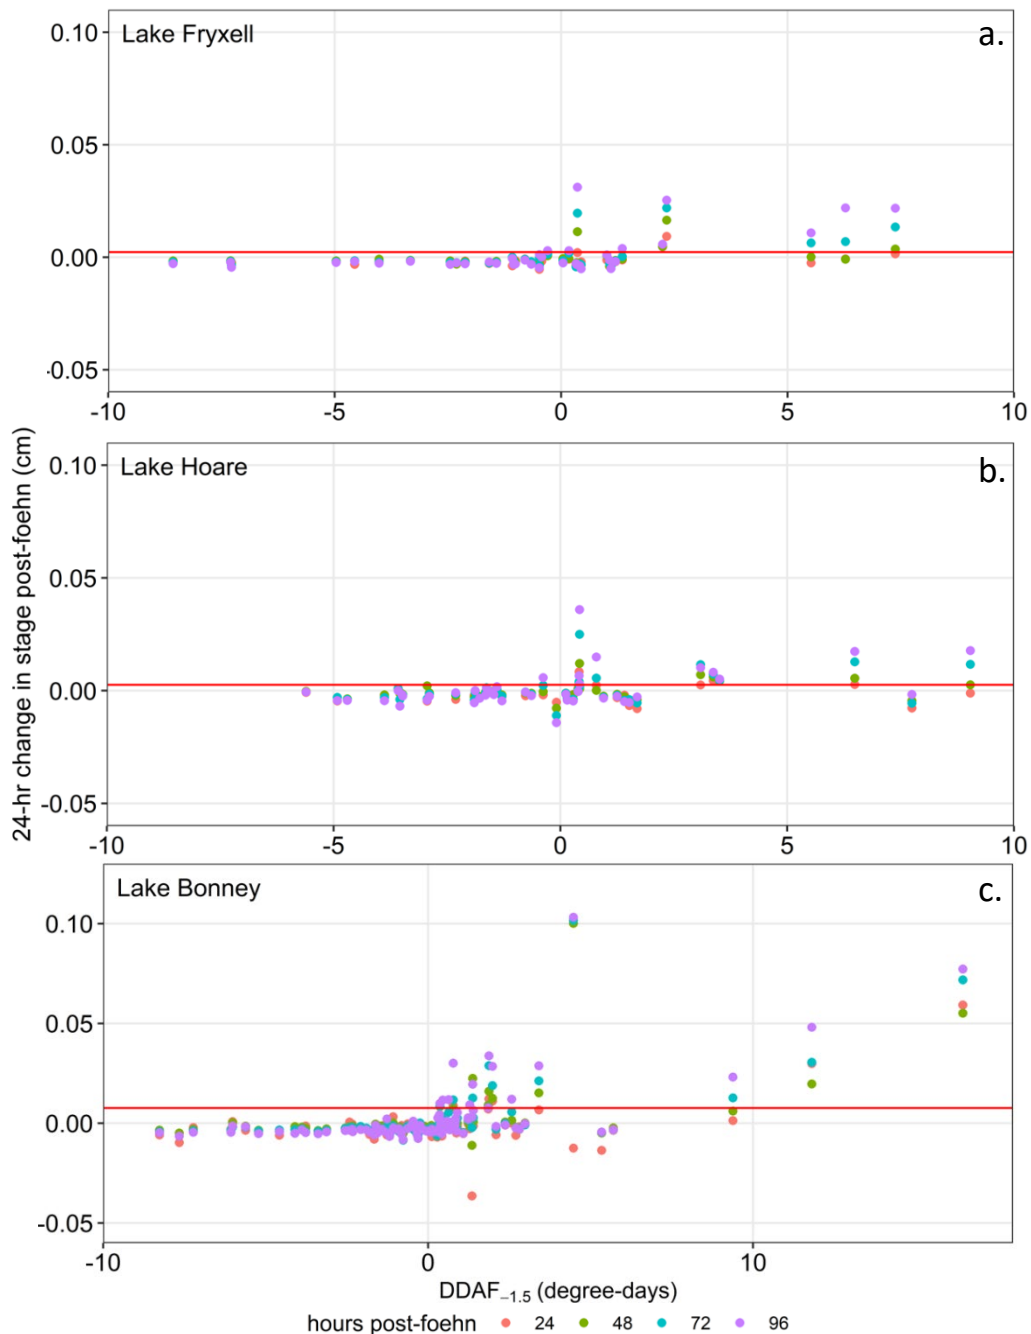 Lake Fryxell
a.
0.10
0.05
0.00
-0.05
-10 -5 0 5 10
24-hr change in stage post-foehn (cm)
Lake Hoare
b.
0.10
0.05
0.00
-0.05
-10 -5 0 5 10
Lake Bonney
c.
0.10
0.05
0.00
-0.05
-10 0 10
DDAF−1.5 (degree-days)
hours post-foehn 24 48 72 96